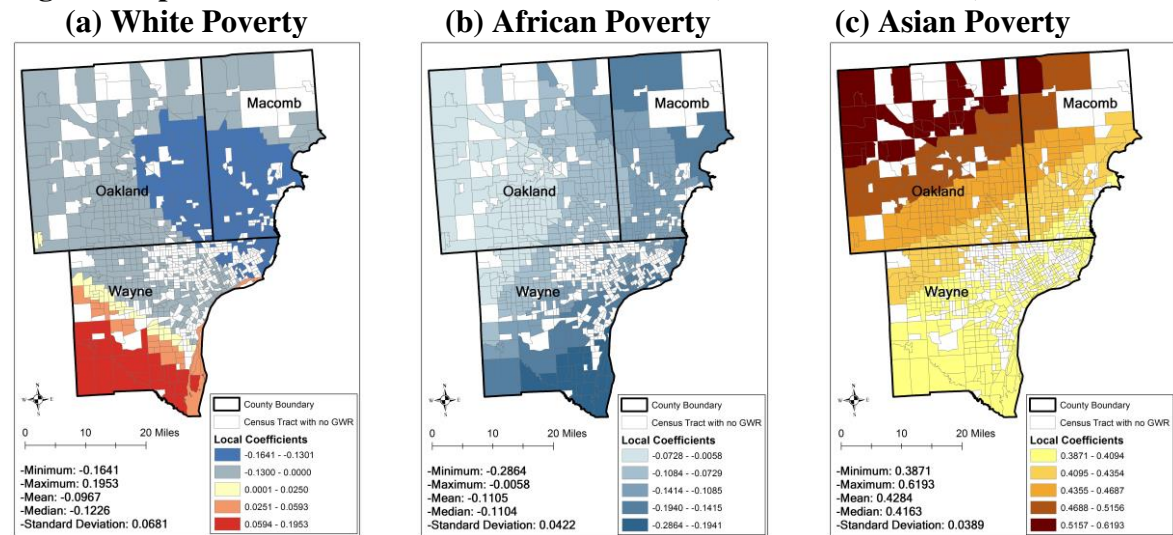 (a) White Poverty
(b) African Poverty
(c) Asian Poverty
Macomb
Oakland
Wayne
N
W E
S
0 10 20 Miles
-Minimum: -0.1641
-Maximum: 0.1953
-Mean: -0.0967
-Median: -0.1226
-Standard Deviation: 0.0681
County Boundary
Census Tract with no GWR
Local Coefficients
-0.1641 - -0.1301
-0.1300 - 0.0000
0.0001 - 0.0250
0.0251 - 0.0593
0.0594 - 0.1953
Macomb
Oakland
Wayne
N
W E
S
0 10 20 Miles
-Minimum: -0.2864
-Maximum: -0.0058
-Mean: -0.1105
-Median: -0.1104
-Standard Deviation: 0.0422
County Boundary
Census Tract with no GWR
Local Coefficients
-0.0728 - -0.0058
-0.1084 - -0.0729
-0.1414 - -0.1085
-0.1940 - -0.1415
-0.2864 - -0.1941
Macomb
Oakland
Wayne
N
W E
S
0 10 20 Miles
-Minimum: 0.3871
-Maximum: 0.6193
-Mean: 0.4284
-Median: 0.4163
-Standard Deviation: 0.0389
County Boundary
Census Tract with no GWR
Local Coefficients
0.3871 - 0.4094
0.4095 - 0.4354
0.4355 - 0.4687
0.4688 - 0.5156
0.5157 - 0.6193